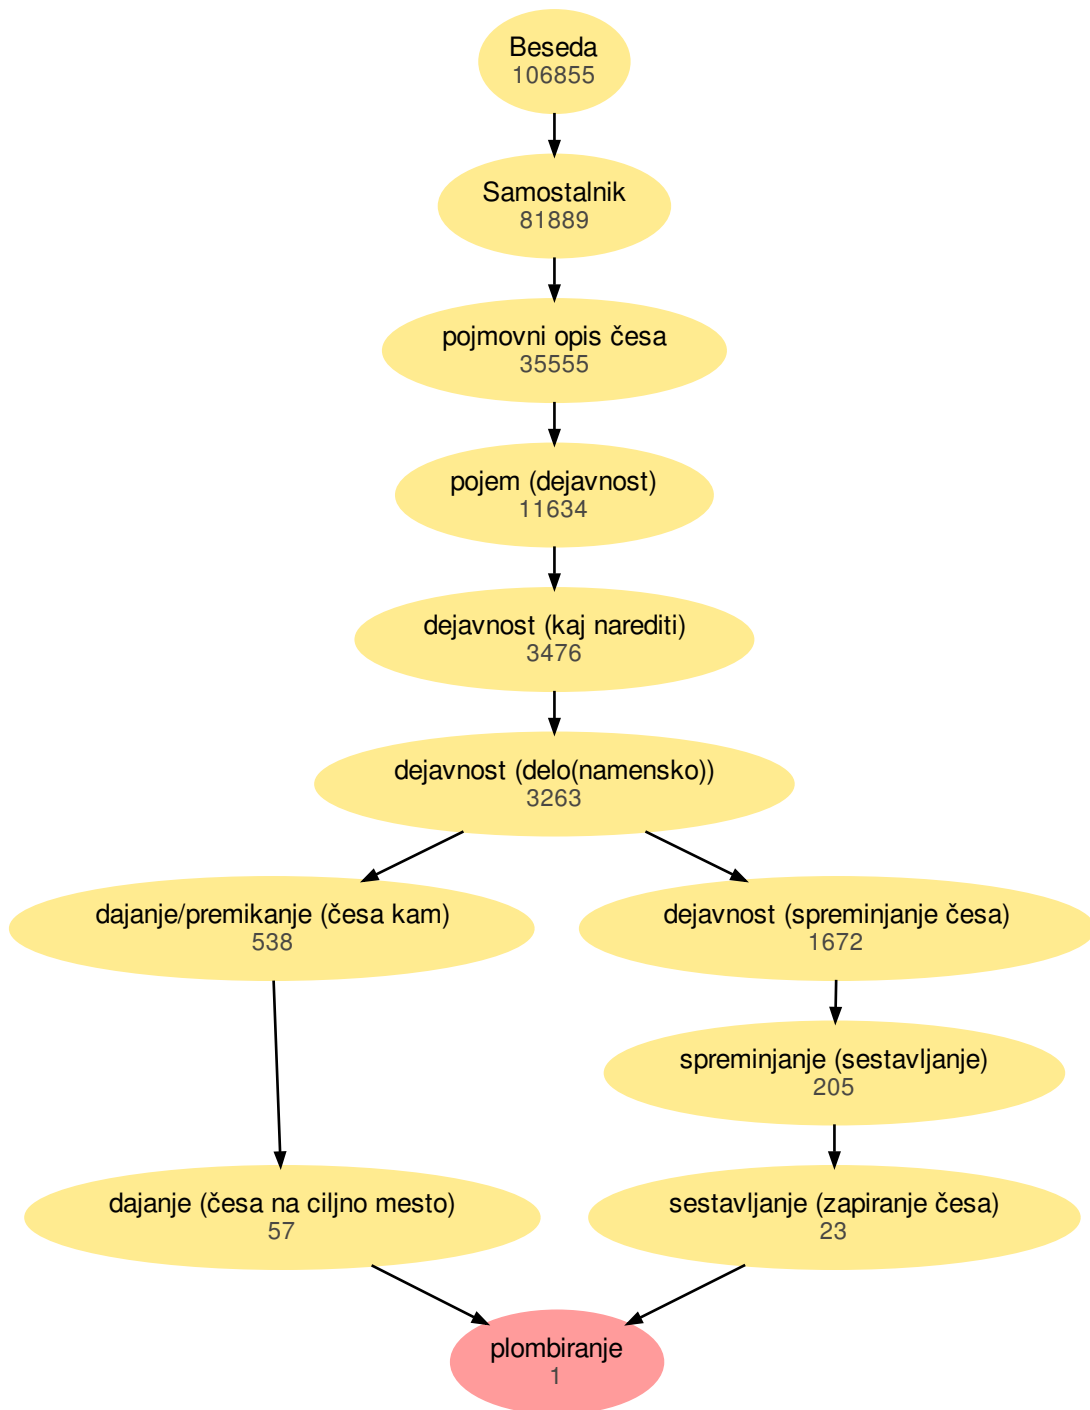 Beseda
106855
Samostalnik
81889
pojmovni opis česa
35555
pojem (dejavnost)
11634
dejavnost (kaj narediti)
3476
dejavnost (delo(namensko))
3263
dajanje/premikanje (česa kam)
538
dejavnost (spreminjanje česa)
1672
spreminjanje (sestavljanje)
205
dajanje (česa na ciljno mesto)
57
sestavljanje (zapiranje česa)
23
plombiranje
1